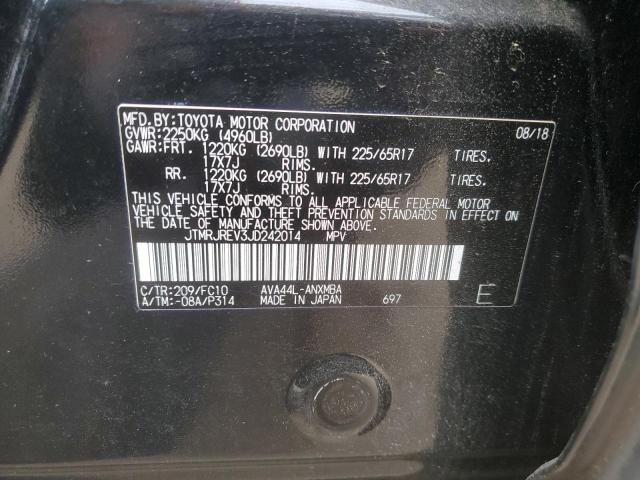 MFD.BY:TOYOTA MOTOR CORPORATION 08/18
GVWR:2250KG (4960LB)
GAWR:FRT. 1220KG (2690LB) WITH 225/65R17 TIRES.
17X7J RIMS.
RR. 1220KG (2690LB) WITH 225/65R17 TIRES.
17X7J RIMS.
THIS VEHICLE CONFORMS TO ALL APPLICABLE FEDERAL MOTOR
VEHICLE SAFETY AND THEFT PREVENTION STANDARDS IN EFFECT ON
THE DATE OF MANUFACTURE SHOWN ABOVE.
JTMRJREV3JD242014 MPV
C/TR:209/FC10 AVA44L-ANXMBA
A/TM:-08A/P314 MADE IN JAPAN 697 E